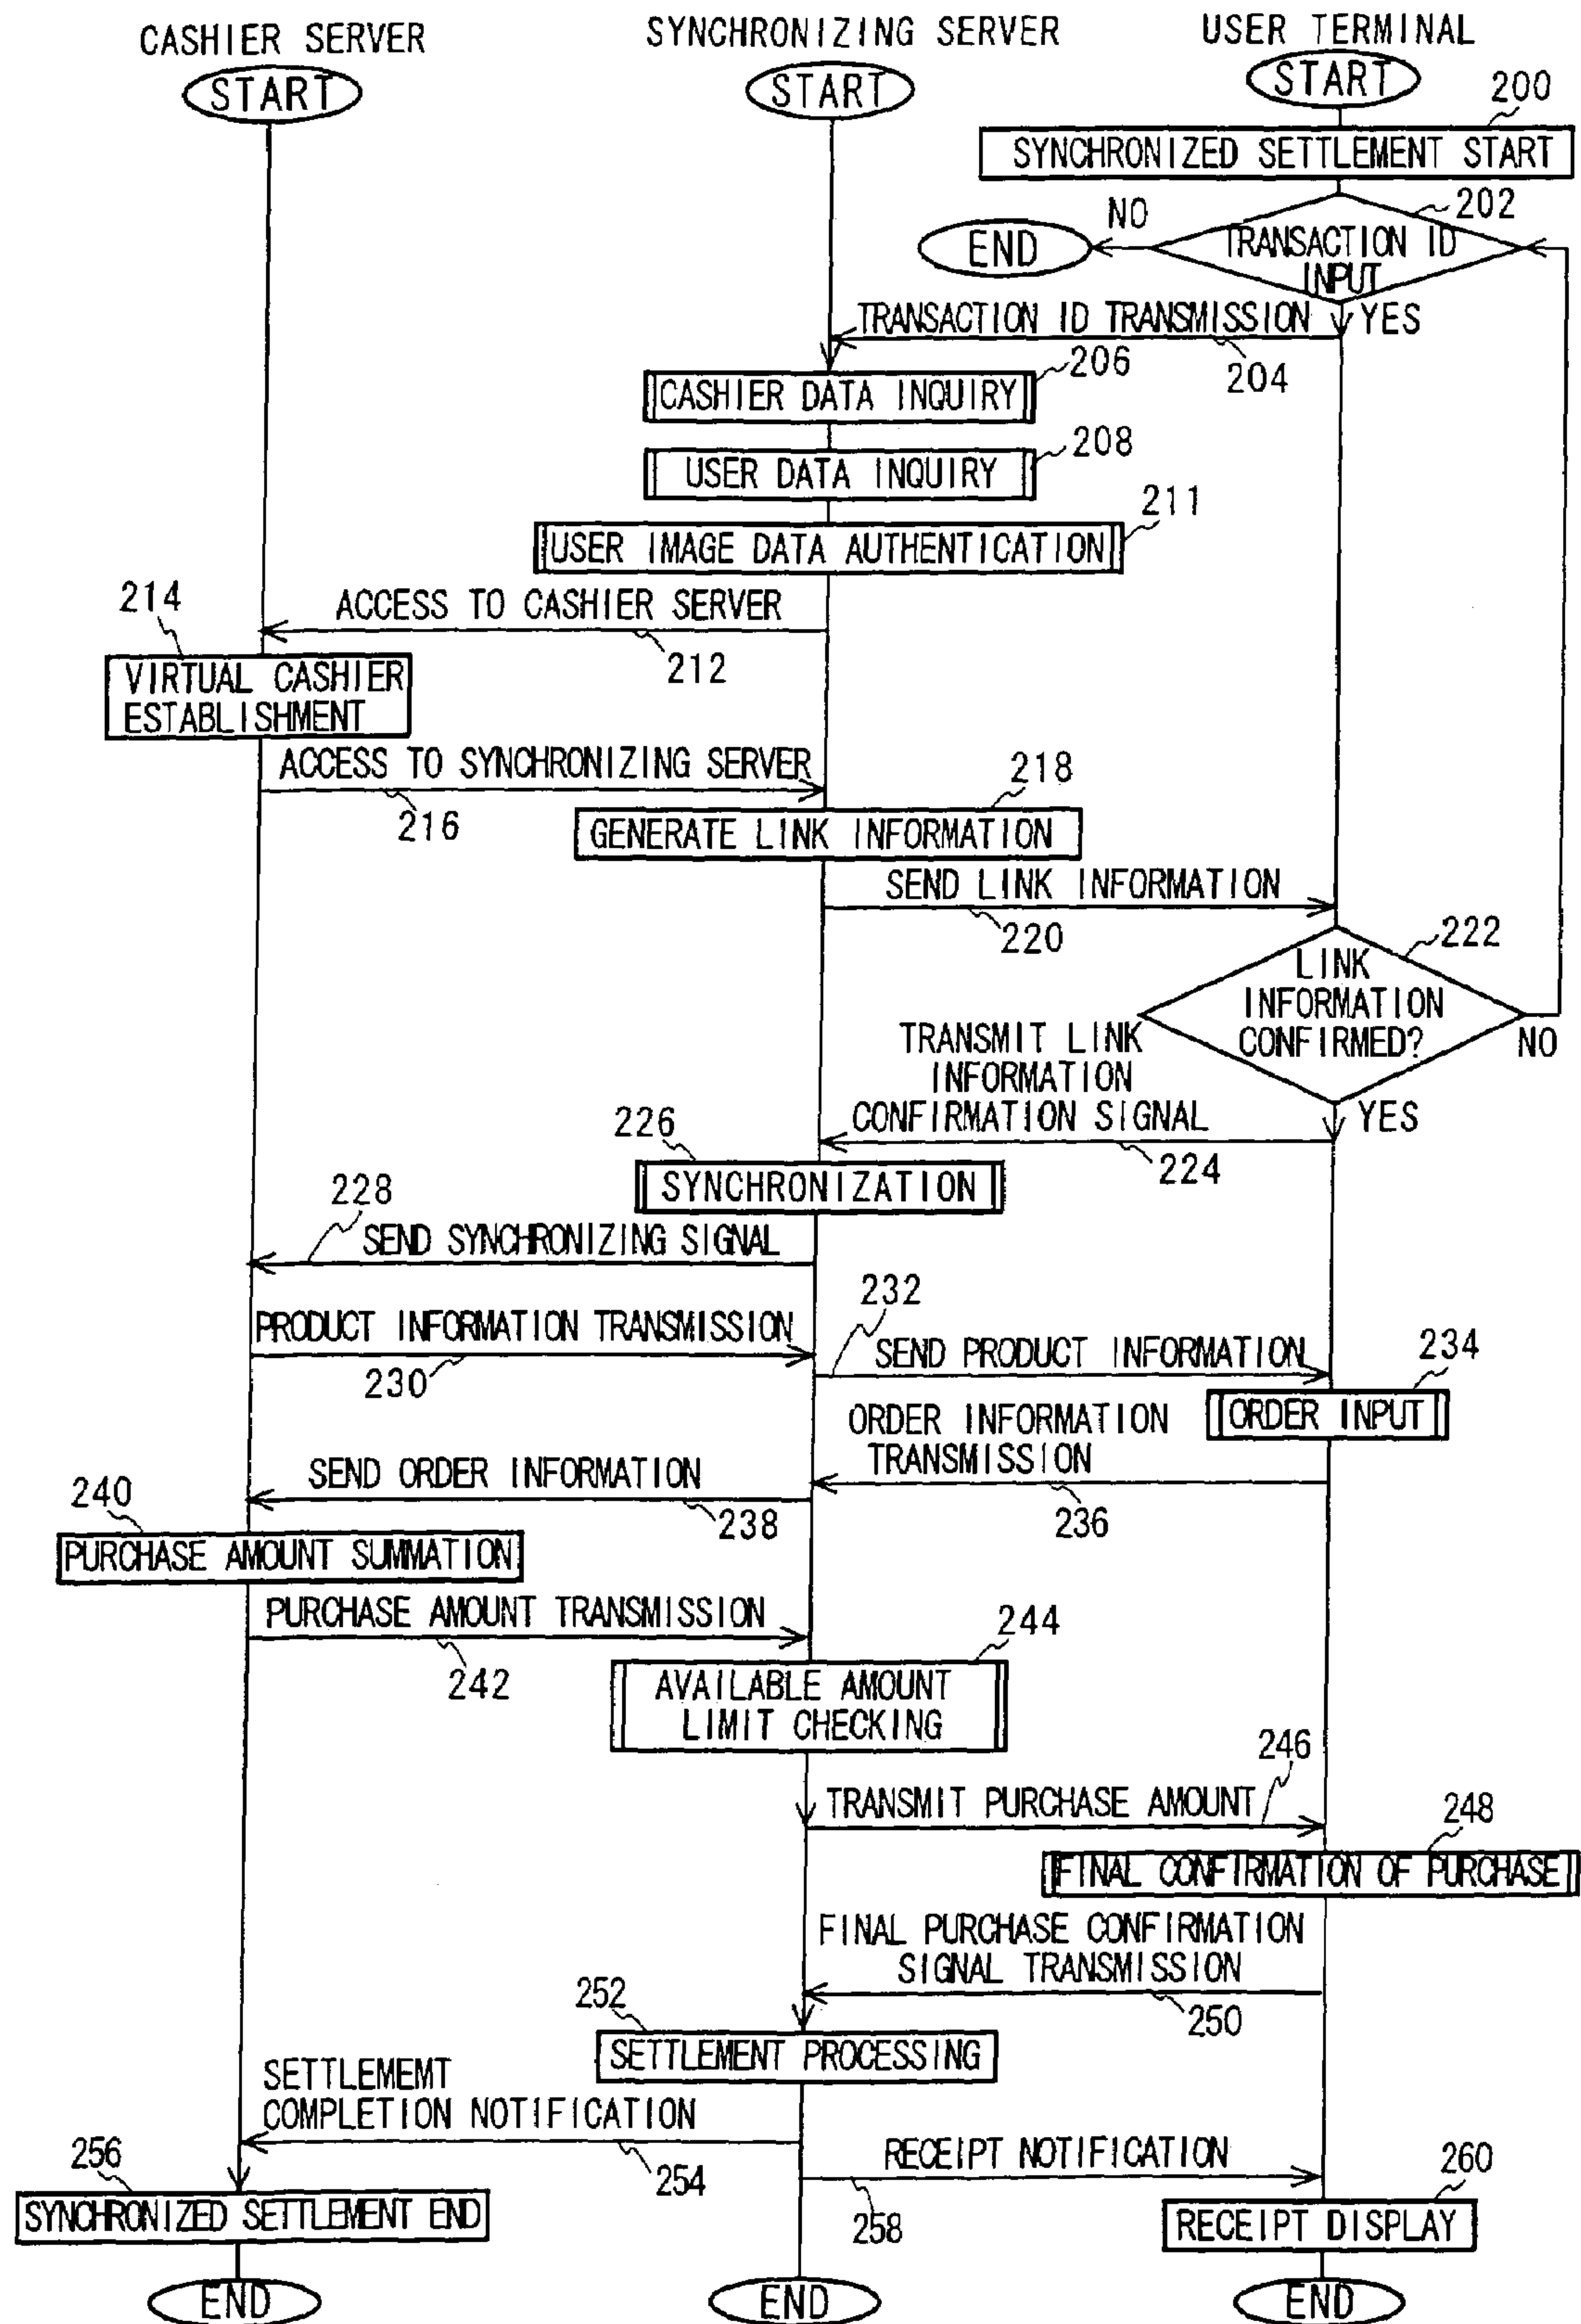 CASHIER SERVER
SYNCHRONIZING SERVER
USER TERMINAL
START
START
START
200
SYNCHRONIZED SETTLEMENT START
202
NO
END
TRANSACTION ID
INPUT
YES
TRANSACTION ID TRANSMISSION
204
206
CASHIER DATA INQUIRY
208
USER DATA INQUIRY
211
USER IMAGE DATA AUTHENTICATION
ACCESS TO CASHIER SERVER
212
214
VIRTUAL CASHIER
ESTABLISHMENT
ACCESS TO SYNCHRONIZING SERVER
216
218
GENERATE LINK INFORMATION
SEND LINK INFORMATION
220
222
LINK
INFORMATION
CONFIRMED?
NO
YES
TRANSMIT LINK
INFORMATION
CONFIRMATION SIGNAL
224
226
SYNCHRONIZATION
228
SEND SYNCHRONIZING SIGNAL
PRODUCT INFORMATION TRANSMISSION
230
232
SEND PRODUCT INFORMATION
234
ORDER INPUT
ORDER INFORMATION
TRANSMISSION
236
SEND ORDER INFORMATION
238
240
PURCHASE AMOUNT SUMMATION
PURCHASE AMOUNT TRANSMISSION
242
244
AVAILABLE AMOUNT
LIMIT CHECKING
246
TRANSMIT PURCHASE AMOUNT
248
FINAL CONFIRMATION OF PURCHASE
FINAL PURCHASE CONFIRMATION
SIGNAL TRANSMISSION
250
252
SETTLEMENT PROCESSING
SETTLEMEMT
COMPLETION NOTIFICATION
254
256
SYNCHRONIZED SETTLEMENT END
RECEIPT NOTIFICATION
258
260
RECEIPT DISPLAY
END
END
END